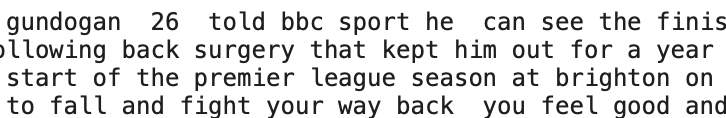 gundogan 26 told bbc sport he can see the finis
ollowing back surgery that kept him out for a year
start of the premier league season at brighton on
to fall and fight your way back you feel good and